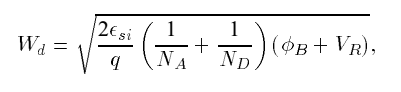 $W_d = \sqrt{\frac{2\epsilon_{si}}{q} \left( \frac{1}{N_A} + \frac{1}{N_D} \right) (\phi_B + V_R)},$